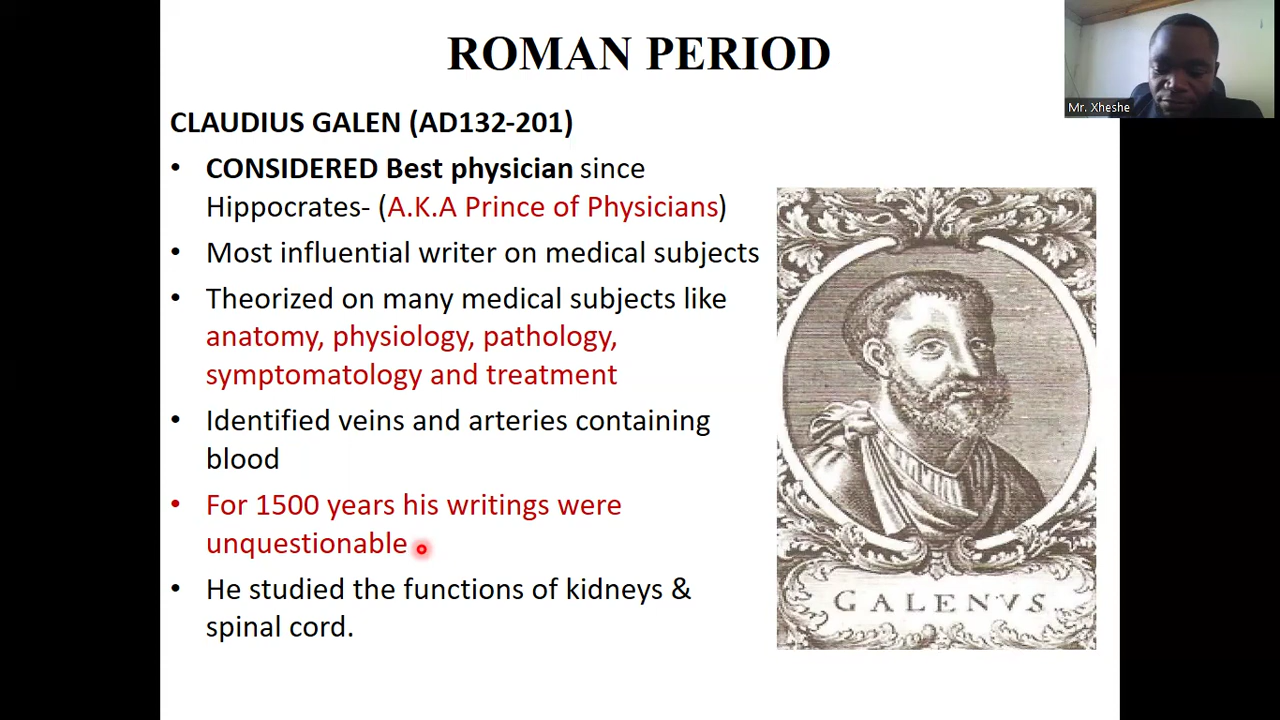 ROMAN PERIOD
Mr. Xheshe
CLAUDIUS GALEN (AD132-201)
• CONSIDERED Best physician since
Hippocrates- (A.K.A Prince of Physicians)
• Most influential writer on medical subjects
• Theorized on many medical subjects like
anatomy, physiology, pathology,
symptomatology and treatment
• Identified veins and arteries containing
blood
• For 1500 years his writings were
unquestionable
• He studied the functions of kidneys &
spinal cord.
GALENVS.